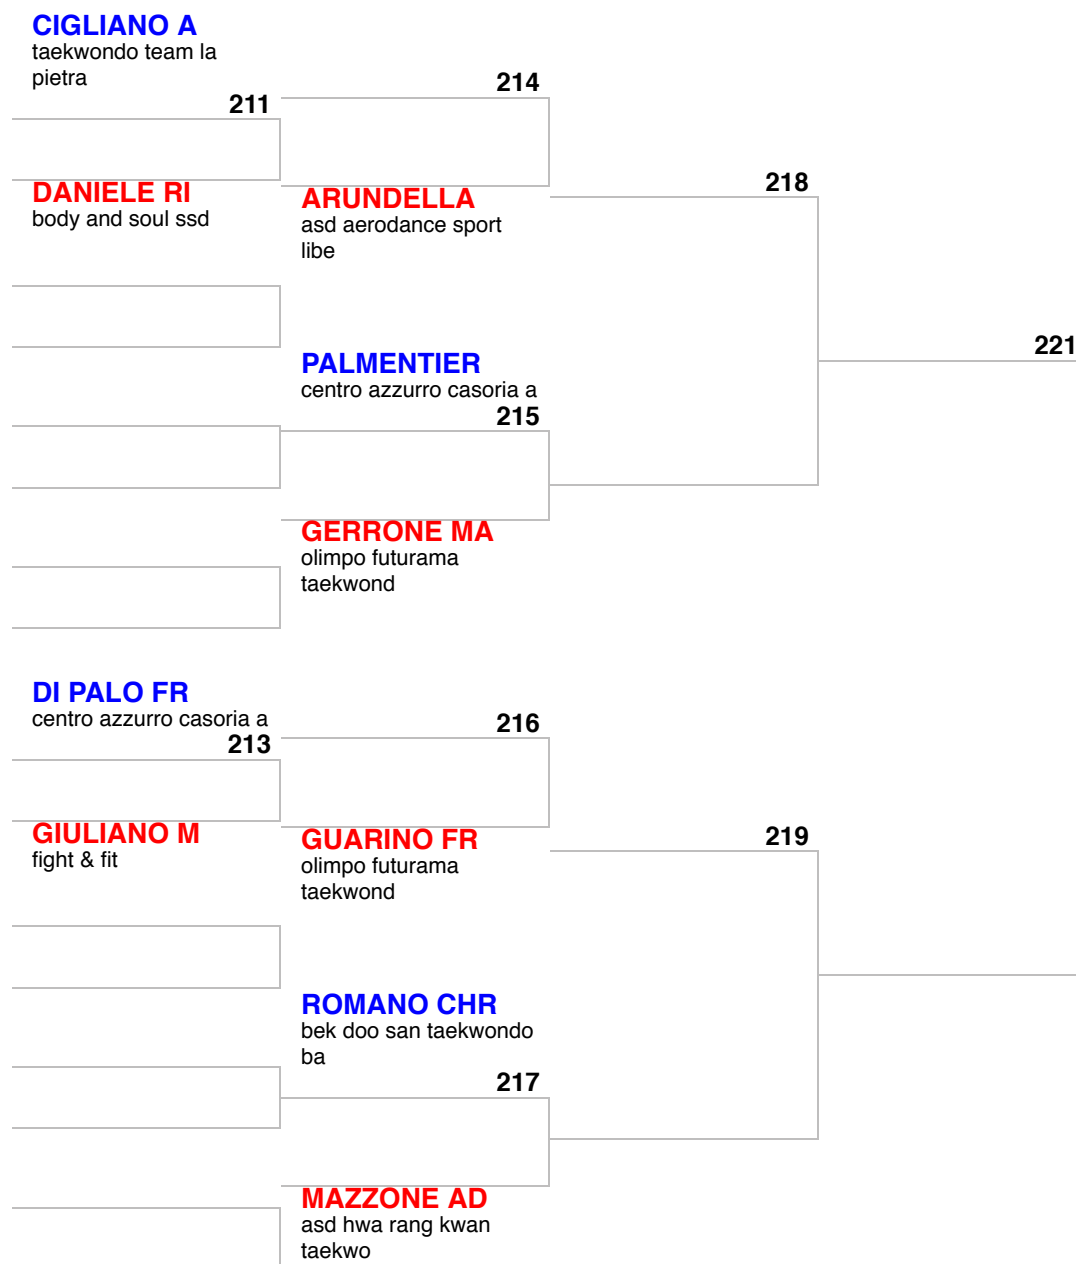 CIGLIANO A
taekwondo team la
pietra
211
214
DANIELE RI
body and soul ssd
ARUNDELLA
asd aerodance sport
libe
218
PALMENTIER
centro azzurro casoria a
215
221
GERRONE MA
olimpo futurama
taekwond
DI PALO FR
centro azzurro casoria a
213
216
GIULIANO M
fight & fit
GUARINO FR
olimpo futurama
taekwond
219
ROMANO CHR
bek doo san taekwondo
ba
217
MAZZONE AD
asd hwa rang kwan
taekwo